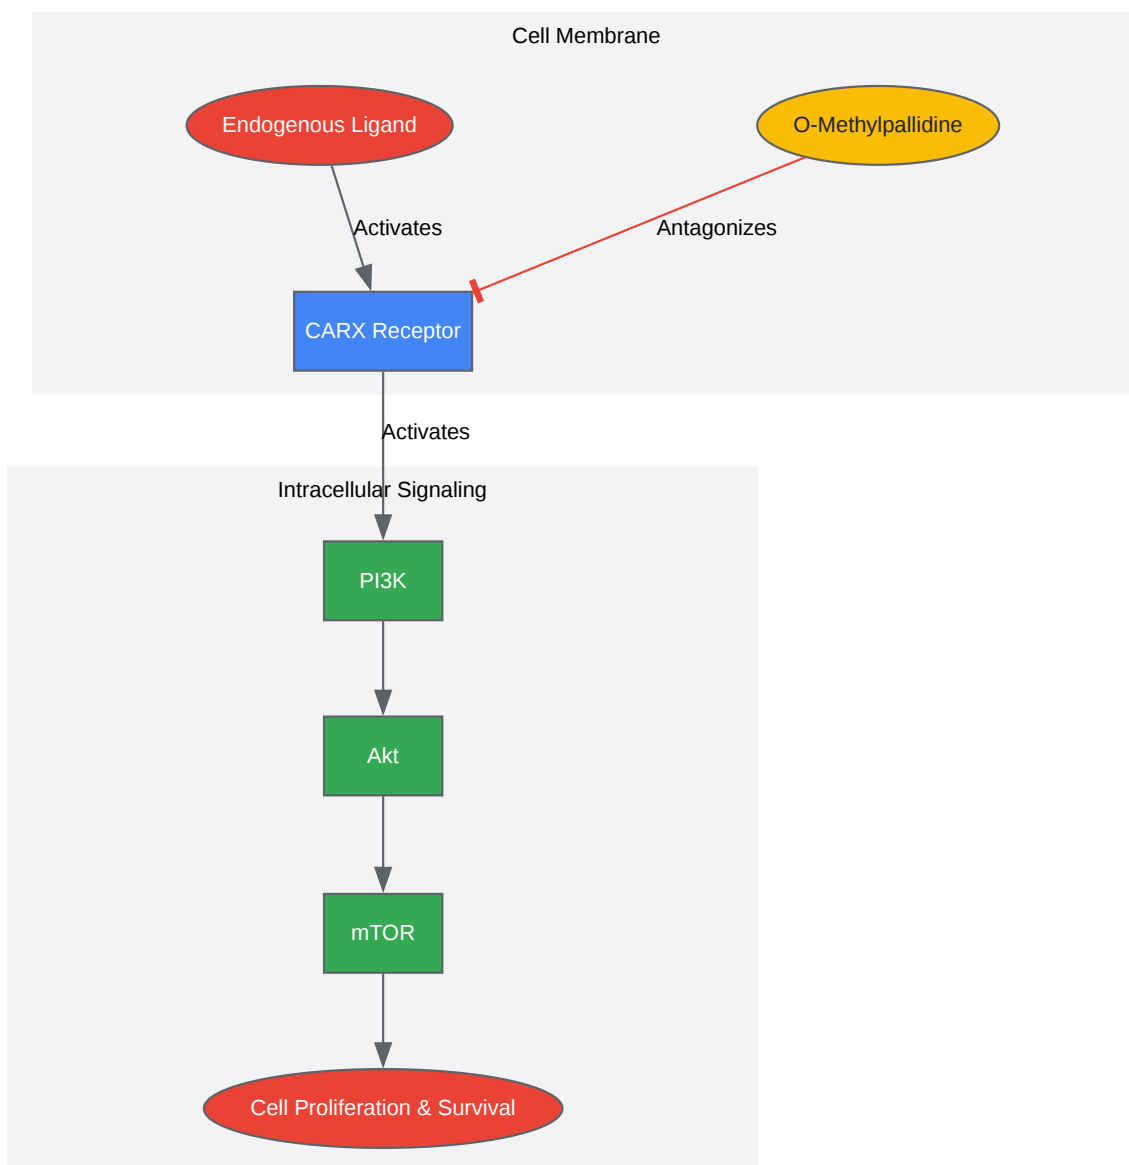 Cell Membrane
Endogenous Ligand
O-Methylpallidine
Activates
Antagonizes
CARX Receptor
Activates
Intracellular Signaling
PI3K
Akt
mTOR
Cell Proliferation & Survival